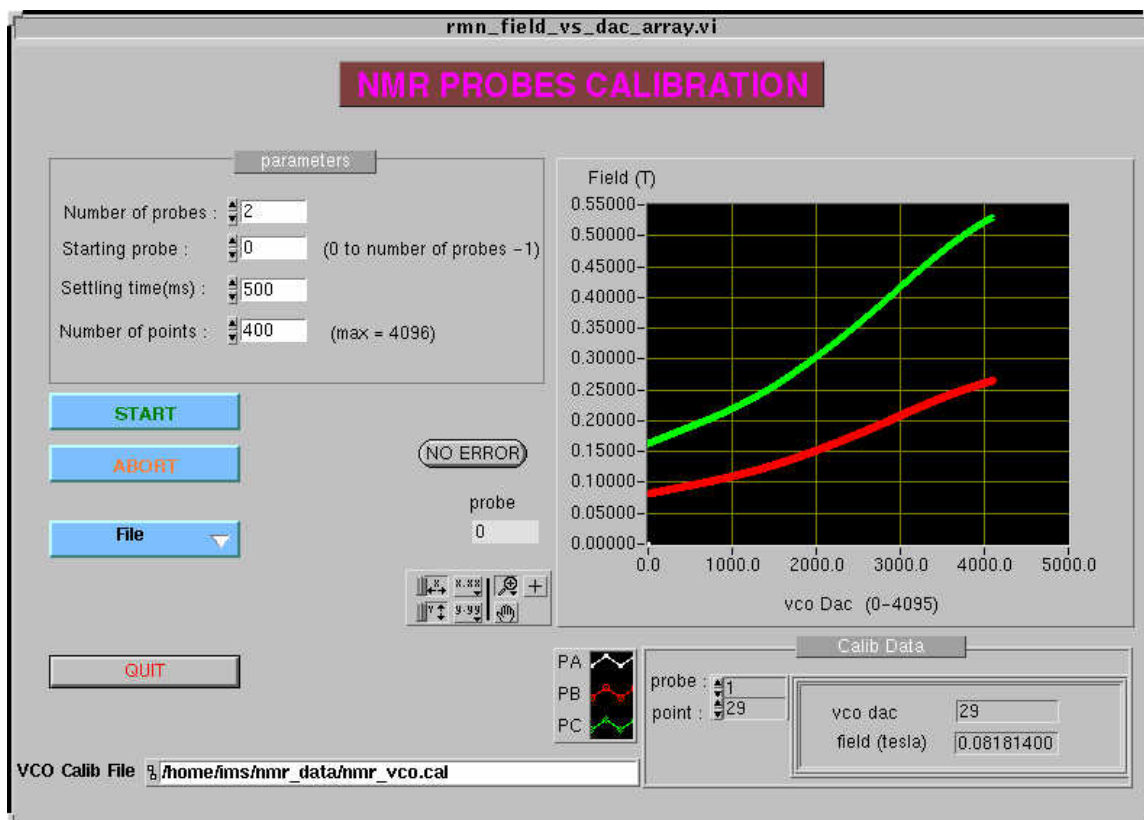 rmn_field_vs_dac_array.vi
NMR PROBES CALIBRATION
parameters
Number of probes : 2
Starting probe : 0 (0 to number of probes -1)
Settling time(ms) : 500
Number of points : 400 (max = 4096)
START
ABORT
File
NO ERROR
probe
0
QUIT
Field (T)
0.55000
0.50000
0.45000
0.40000
0.35000
0.30000
0.25000
0.20000
0.15000
0.10000
0.05000
0.00000
0.0 1000.0 2000.0 3000.0 4000.0 5000.0
vco Dac (0-4095)
X
X.XX
Y
Y.YY
PA
PB
PC
Calib Data
probe : 1
point : 29
vco dac 29
field (tesla) 0.08181400
VCO Calib File /home/ims/nmr_data/nmr_vco.cal